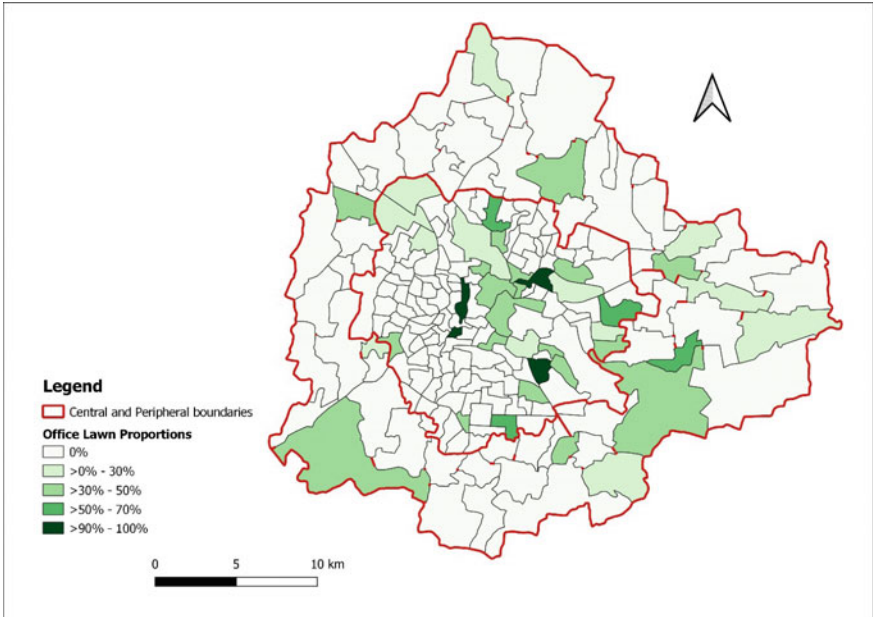 Legend
Central and Peripheral boundaries
Office Lawn Proportions
0%
>0% - 30%
>30% - 50%
>50% - 70%
>90% - 100%
0 5 10 km